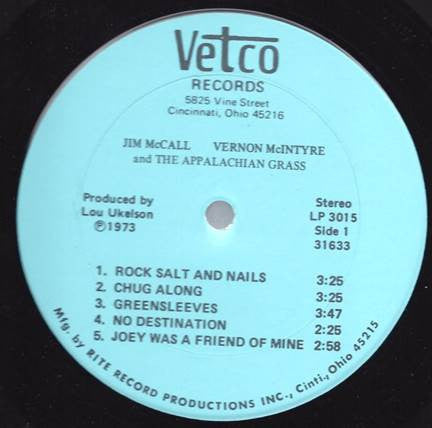 Vetco
RECORDS
5825 Vine Street
Cincinnati, Ohio 45216
JIM McCALL VERNON McINTYRE
and THE APPALACHIAN GRASS
Produced by
Lou Ukelson
Ⓟ1973
Stereo
LP 3015
Side 1
31633
1. ROCK SALT AND NAILS 3:25
2. CHUG ALONG 3:25
3. GREENSLEEVES 3:47
4. NO DESTINATION 2:25
5. JOEY WAS A FRIEND OF MINE 2:58
Mfg. by RITE RECORD PRODUCTIONS INC., Cinti, Ohio 45215